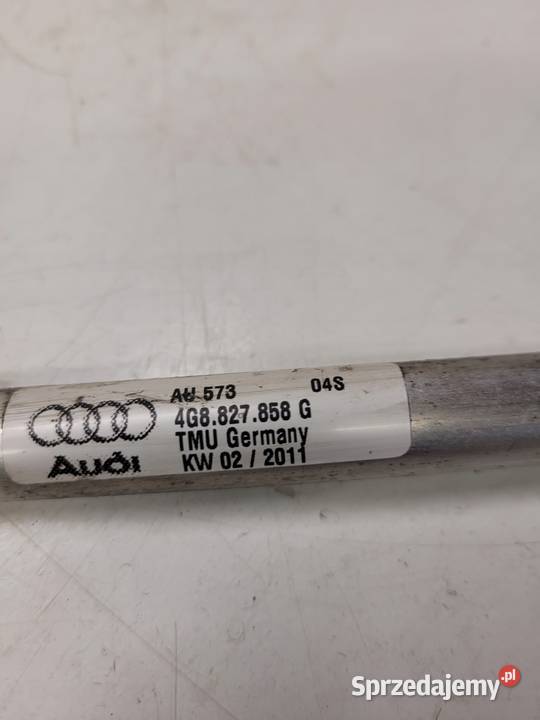 AU 573 04S
4G8.827.858 G
TMU Germany
KW 02 / 2011
Audi
Sprzedajemy.pl